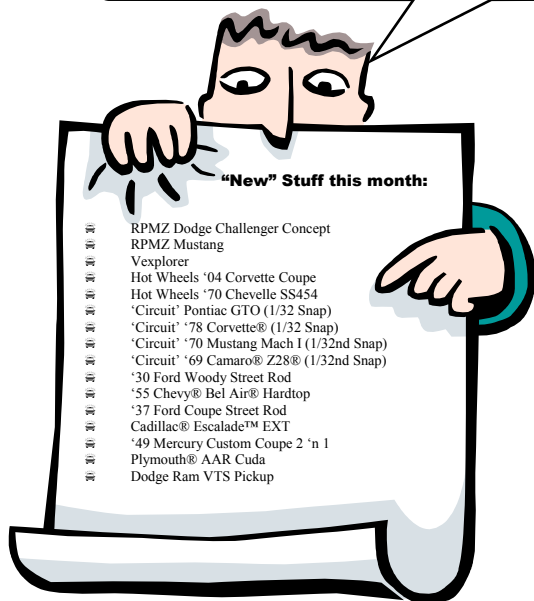 “New” Stuff this month:
RPMZ Dodge Challenger Concept
RPMZ Mustang
Vexplorer
Hot Wheels ‘04 Corvette Coupe
Hot Wheels ‘70 Chevelle SS454
‘Circuit’ Pontiac GTO (1/32 Snap)
‘Circuit’ ‘78 Corvette® (1/32 Snap)
‘Circuit’ ‘70 Mustang Mach I (1/32nd Snap)
‘Circuit’ ‘69 Camaro® Z28® (1/32nd Snap)
‘30 Ford Woody Street Rod
‘55 Chevy® Bel Air® Hardtop
‘37 Ford Coupe Street Rod
Cadillac® Escalade™ EXT
‘49 Mercury Custom Coupe 2 ‘n 1
Plymouth® AAR Cuda
Dodge Ram VTS Pickup